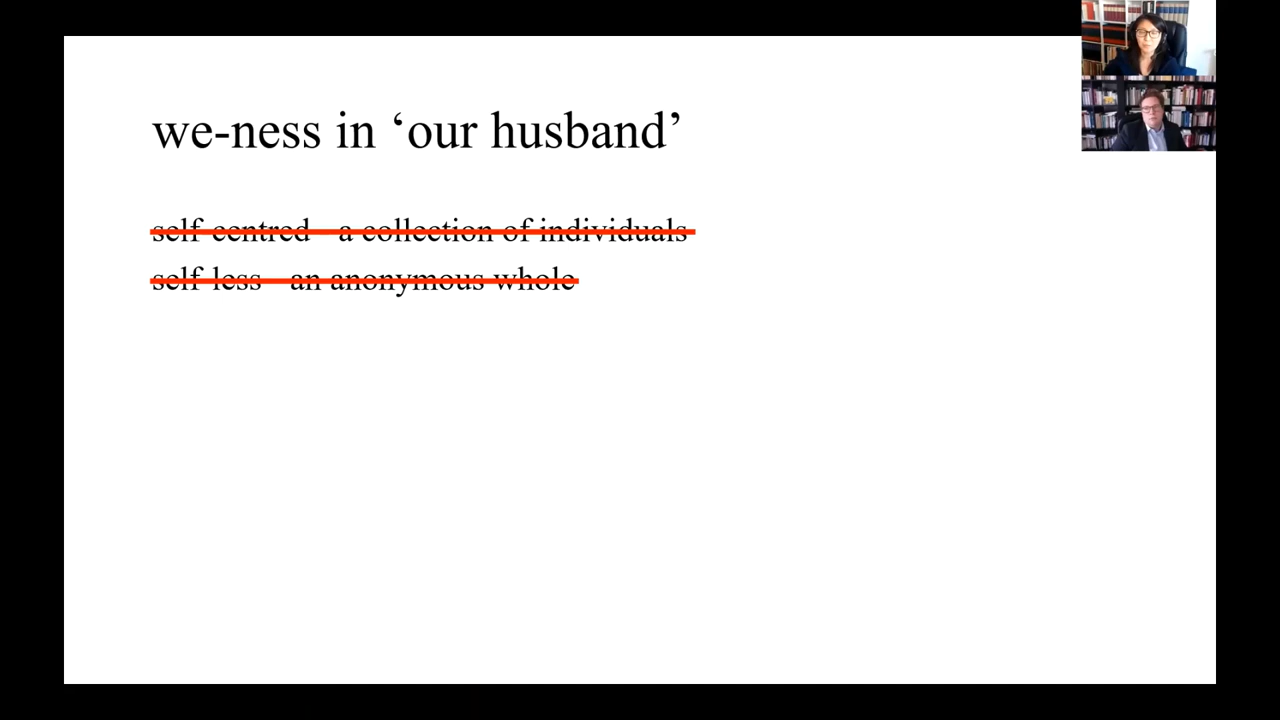 we-ness in ‘our husband’
self-centred – a collection of individuals
self-less – an anonymous whole